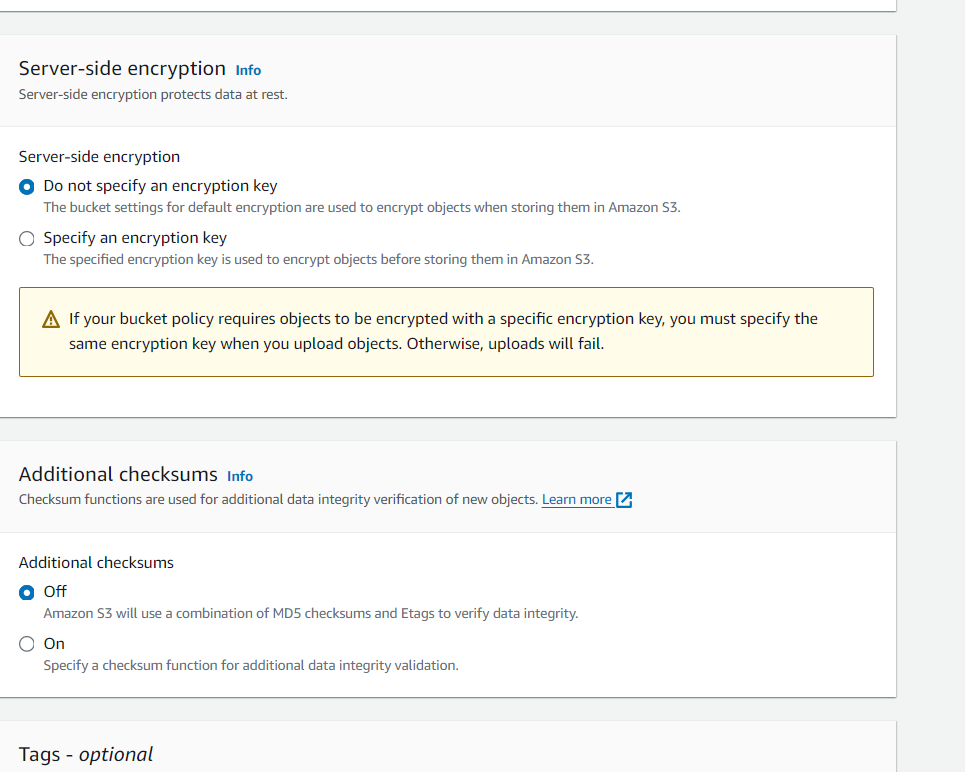 Server-side encryption Info
Server-side encryption protects data at rest.
Server-side encryption
Do not specify an encryption key
The bucket settings for default encryption are used to encrypt objects when storing them in Amazon S3.
Specify an encryption key
The specified encryption key is used to encrypt objects before storing them in Amazon S3.
If your bucket policy requires objects to be encrypted with a specific encryption key, you must specify the
same encryption key when you upload objects. Otherwise, uploads will fail.
Additional checksums Info
Checksum functions are used for additional data integrity verification of new objects. Learn more
Additional checksums
Off
Amazon S3 will use a combination of MD5 checksums and Etags to verify data integrity.
On
Specify a checksum function for additional data integrity validation.
Tags - optional